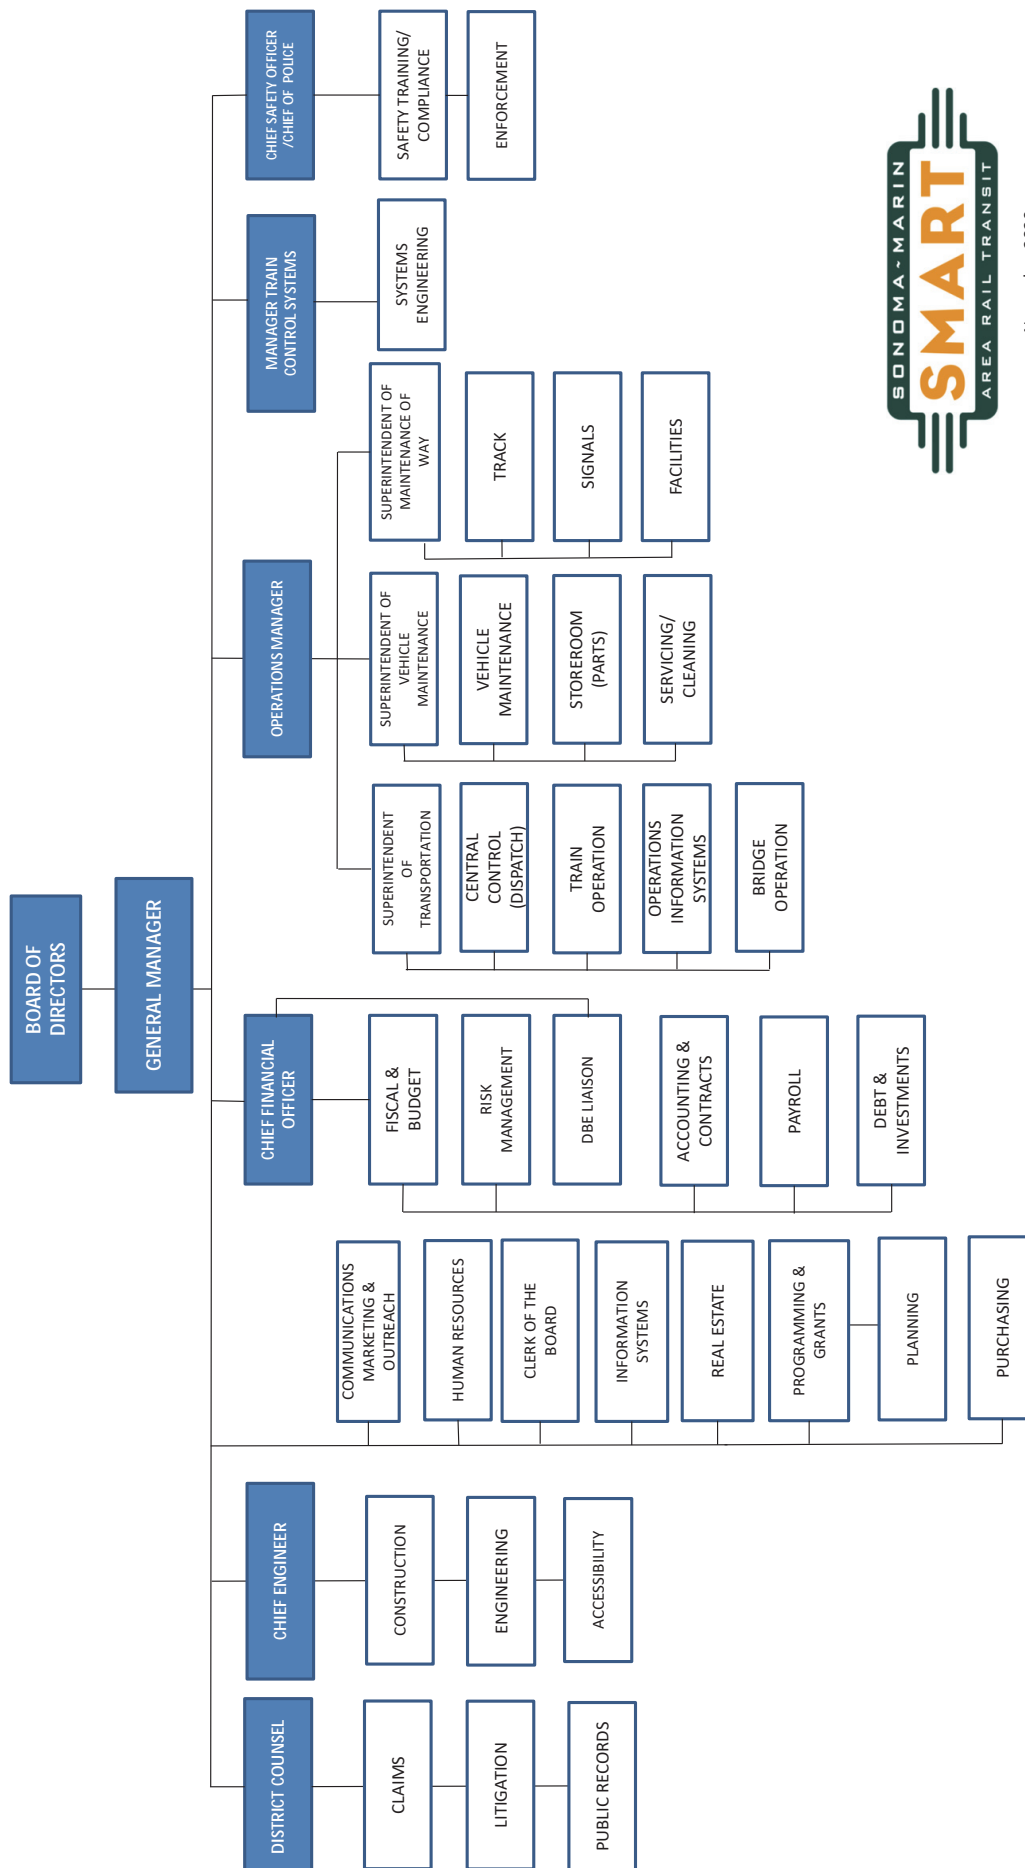 BOARD OF
DIRECTORS
GENERAL MANAGER
DISTRICT COUNSEL
CLAIMS
LITIGATION
PUBLIC RECORDS
CHIEF ENGINEER
CONSTRUCTION
ENGINEERING
ACCESSIBILITY
COMMUNICATIONS
MARKETING &
OUTREACH
HUMAN RESOURCES
CLERK OF THE
BOARD
INFORMATION
SYSTEMS
REAL ESTATE
PROGRAMMING &
GRANTS
PLANNING
PURCHASING
CHIEF FINANCIAL
OFFICER
FISCAL &
BUDGET
RISK
MANAGEMENT
DBE LIAISON
ACCOUNTING &
CONTRACTS
PAYROLL
DEBT &
INVESTMENTS
OPERATIONS MANAGER
SUPERINTENDENT
OF
TRANSPORTATION
CENTRAL
CONTROL
(DISPATCH)
TRAIN
OPERATION
OPERATIONS
INFORMATION
SYSTEMS
BRIDGE
OPERATION
SUPERINTENDENT OF
VEHICLE
MAINTENANCE
VEHICLE
MAINTENANCE
STOREROOM
(PARTS)
SERVICING/
CLEANING
SUPERINTENDENT OF
MAINTENANCE OF
WAY
TRACK
SIGNALS
FACILITIES
MANAGER TRAIN
CONTROL SYSTEMS
SYSTEMS
ENGINEERING
CHIEF SAFETY OFFICER
/CHIEF OF POLICE
SAFETY TRAINING/
COMPLIANCE
ENFORCEMENT
SONOMA~MARIN
SMART
AREA RAIL TRANSIT